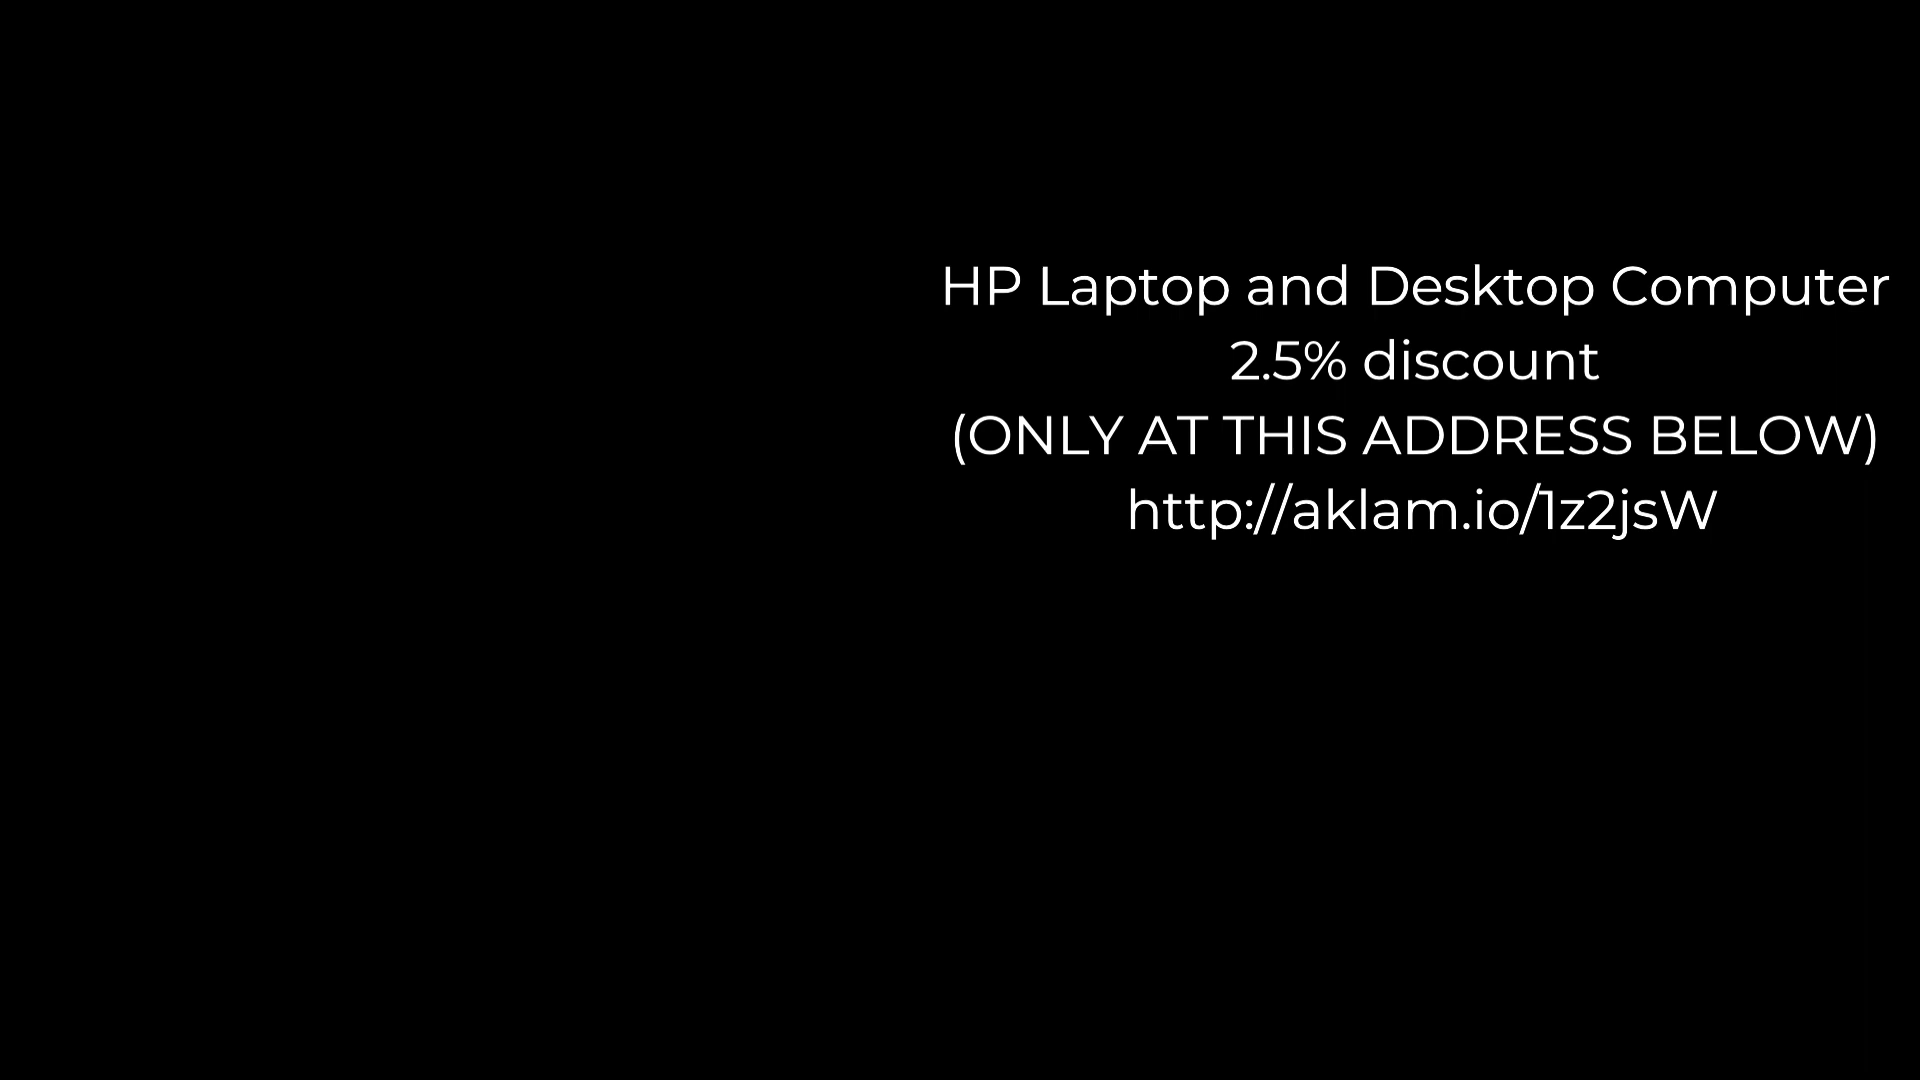 HP Laptop and Desktop Computer
2.5% discount
(ONLY AT THIS ADDRESS BELOW)
http://aklam.io/1z2jsW